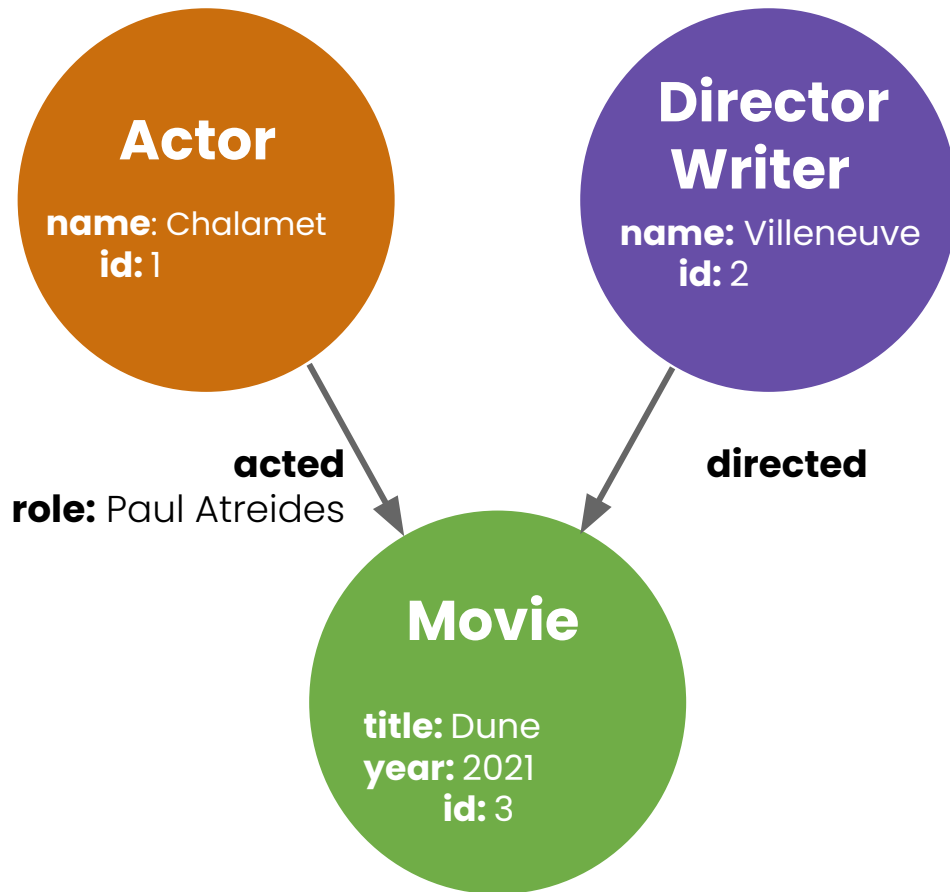 Actor
name: Chalamet
id: 1
Director
Writer
name: Villeneuve
id: 2
acted
role: Paul Atreides
directed
Movie
title: Dune
year: 2021
id: 3